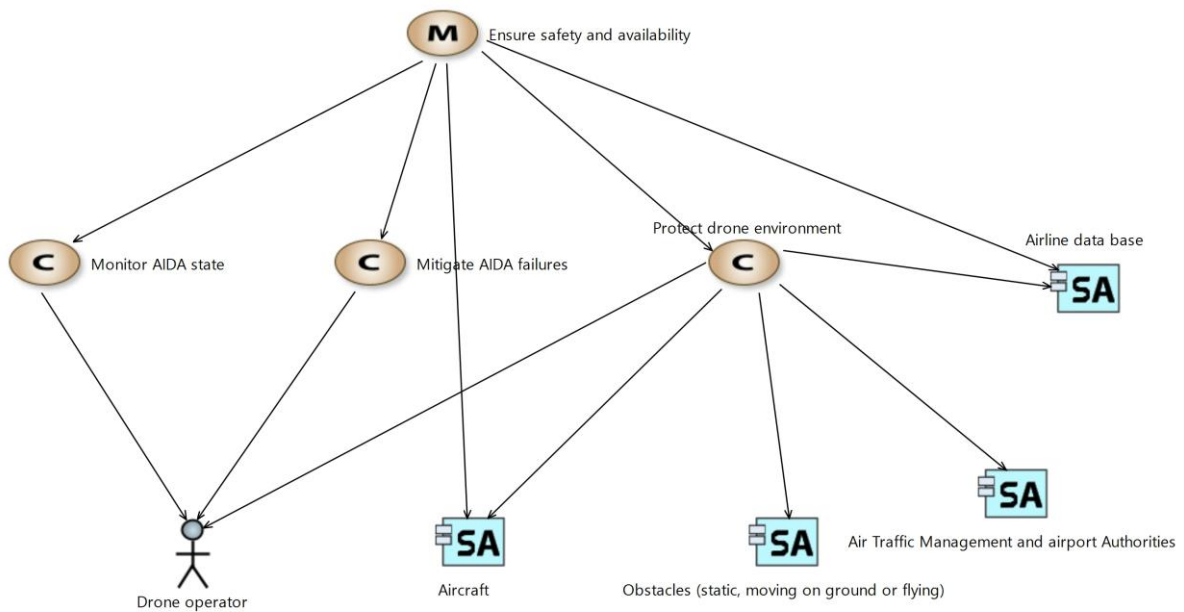 M
Ensure safety and availability
Protect drone environment
Airline data base
C
Monitor AIDA state
C
Mitigate AIDA failures
C
SA
SA
SA
SA
Air Traffic Management and airport Authorities
Aircraft
Obstacles (static, moving on ground or flying)
Drone operator